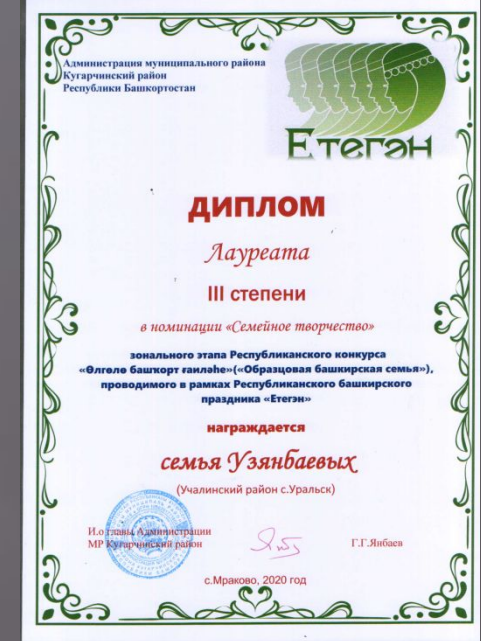 Администрация муниципального района
Кугарчинский район
Республики Башкортостан
Етегән
ДИПЛОМ
Лауреата
III степени
в номинации «Семейное творчество»
зонального этапа Республиканского конкурса
«Өлгөлө башҡорт ғаиләһе»(«Образцовая башкирская семья»),
проводимого в рамках Республиканского башкирского
праздника «Етегэн»
награждается
семья Узянбаевых
(Учалинский район с.Уральск)
И.о главы Администрации
МР Кугарчинский район
Г.Г.Янбаев
с.Мраково, 2020 год